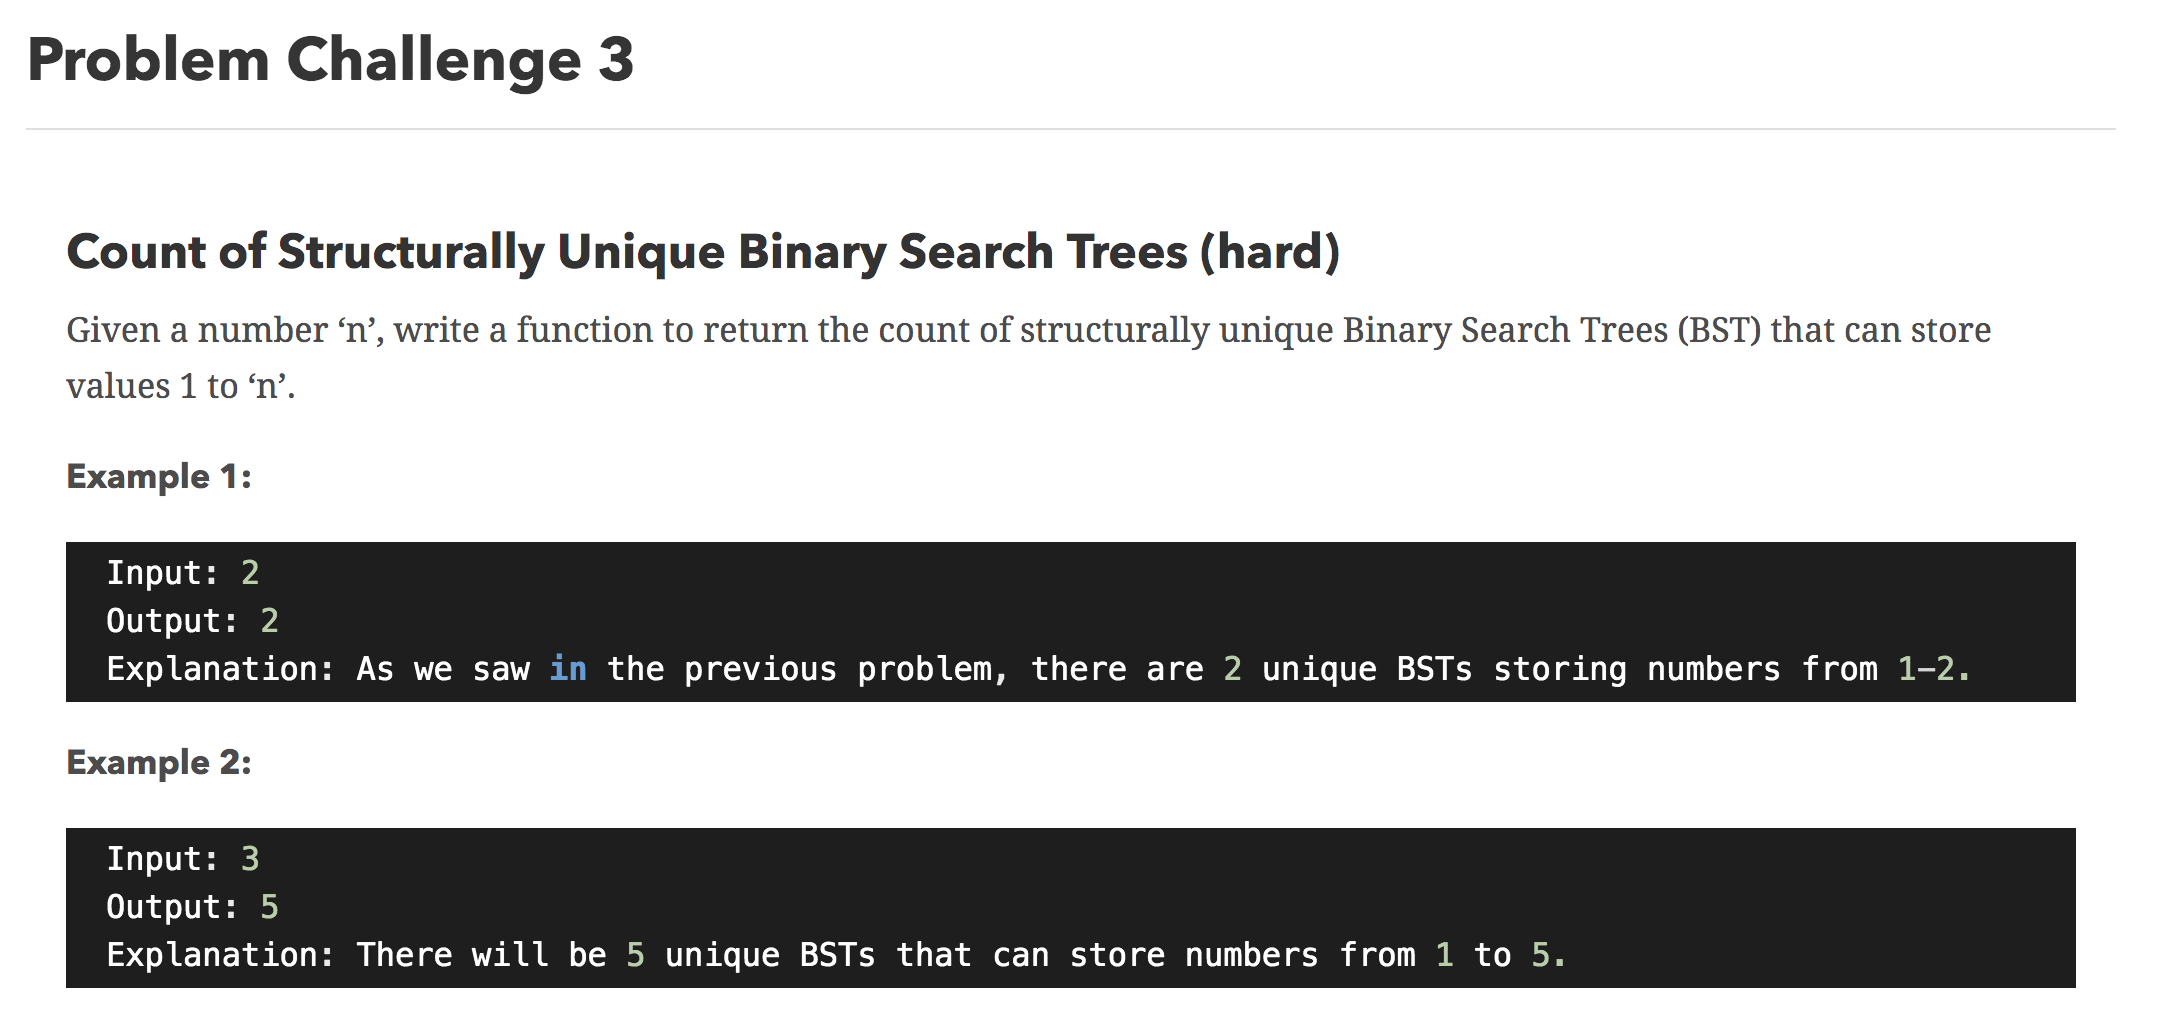 Problem Challenge 3
Count of Structurally Unique Binary Search Trees (hard)
Given a number ‘n’, write a function to return the count of structurally unique Binary Search Trees (BST) that can store
values 1 to ‘n’.
Example 1:
Input: 2
Output: 2
Explanation: As we saw in the previous problem, there are 2 unique BSTs storing numbers from 1-2.
Example 2:
Input: 3
Output: 5
Explanation: There will be 5 unique BSTs that can store numbers from 1 to 5.